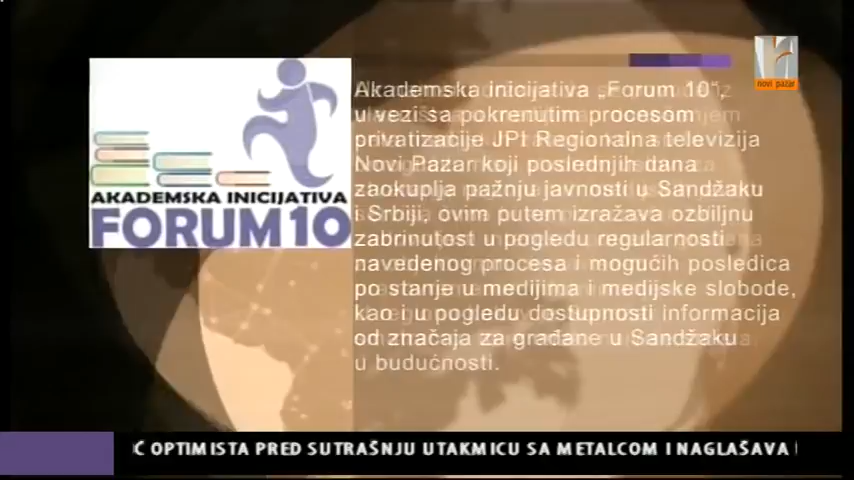 novi pazar
AKADEMSKA INICIJATIVA
FORUM 10
Akademska inicijativa „Forum 10“,
u vezi sa pokrenutim procesom
privatizacije JPI Regionalna televizija
Novi Pazar koji poslednjih dana
zaokuplja pažnju javnosti u Sandžaku
i Srbiji, ovim putem izražava ozbiljnu
zabrinutost u pogledu regularnosti
navedenog procesa i mogućih posledica
po stanje u medijima i medijske slobode,
kao i u pogledu dostupnosti informacija
od značaja za građane u Sandžaku
u budućnosti.
OPTIMISTA PRED SUTRAŠNJU UTAKMICU SA METALCOM I NAGLAŠAVA